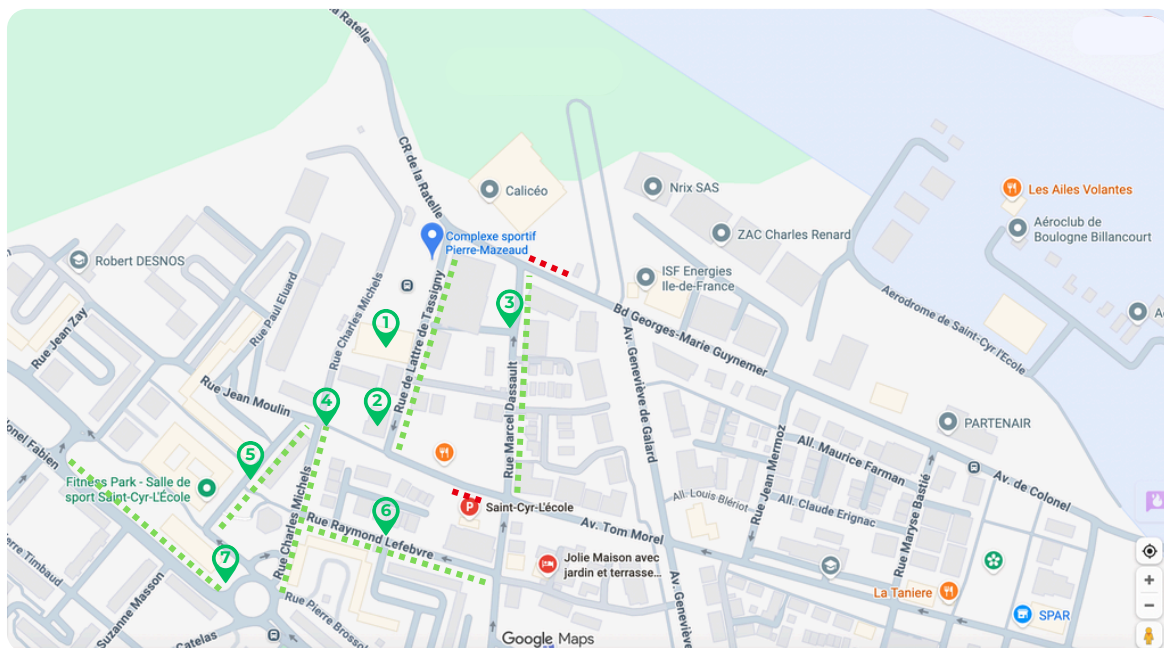 la Ratelle
CR de la Ratelle
Calicéo
Nrix SAS
ZAC Charles Renard
Les Ailes Volantes
Aéroclub de
Boulogne Billancourt
Complexe sportif
Pierre-Mazeaud
Robert DESNOS
ISF Energies
Ile-de-France
Aerodrome de Saint-Cyr l'Ecole
Rue Paul Eluard
Rue Jean Zay
Rue Charles Michels
Rue de Lattre de Tassigny
Bd Georges-Marie Guynemer
Av. Geneviève de Galard
Rue Marcel Dassault
1
2
3
4
5
6
7
Rue Jean Moulin
onel Fabien
Fitness Park - Salle de
sport Saint-Cyr-L'École
Rue Charles Michels
Rue Raymond Lefebvre
P
Saint-Cyr-L'école
Av. Tom Morel
All. Louis Blériot
All. Claude Erignac
All. Maurice Farman
Rue Jean Mermoz
Rue Maryse Bastié
PARTENAIR
Av. de Colonel
Jolie Maison avec
jardin et terrasse...
La Taniere
SPAR
Av. Geneviève
erre Timbaud
Suzanne Masson
Catelas
Rue Pierre Brosso
Google Maps
A
+
−